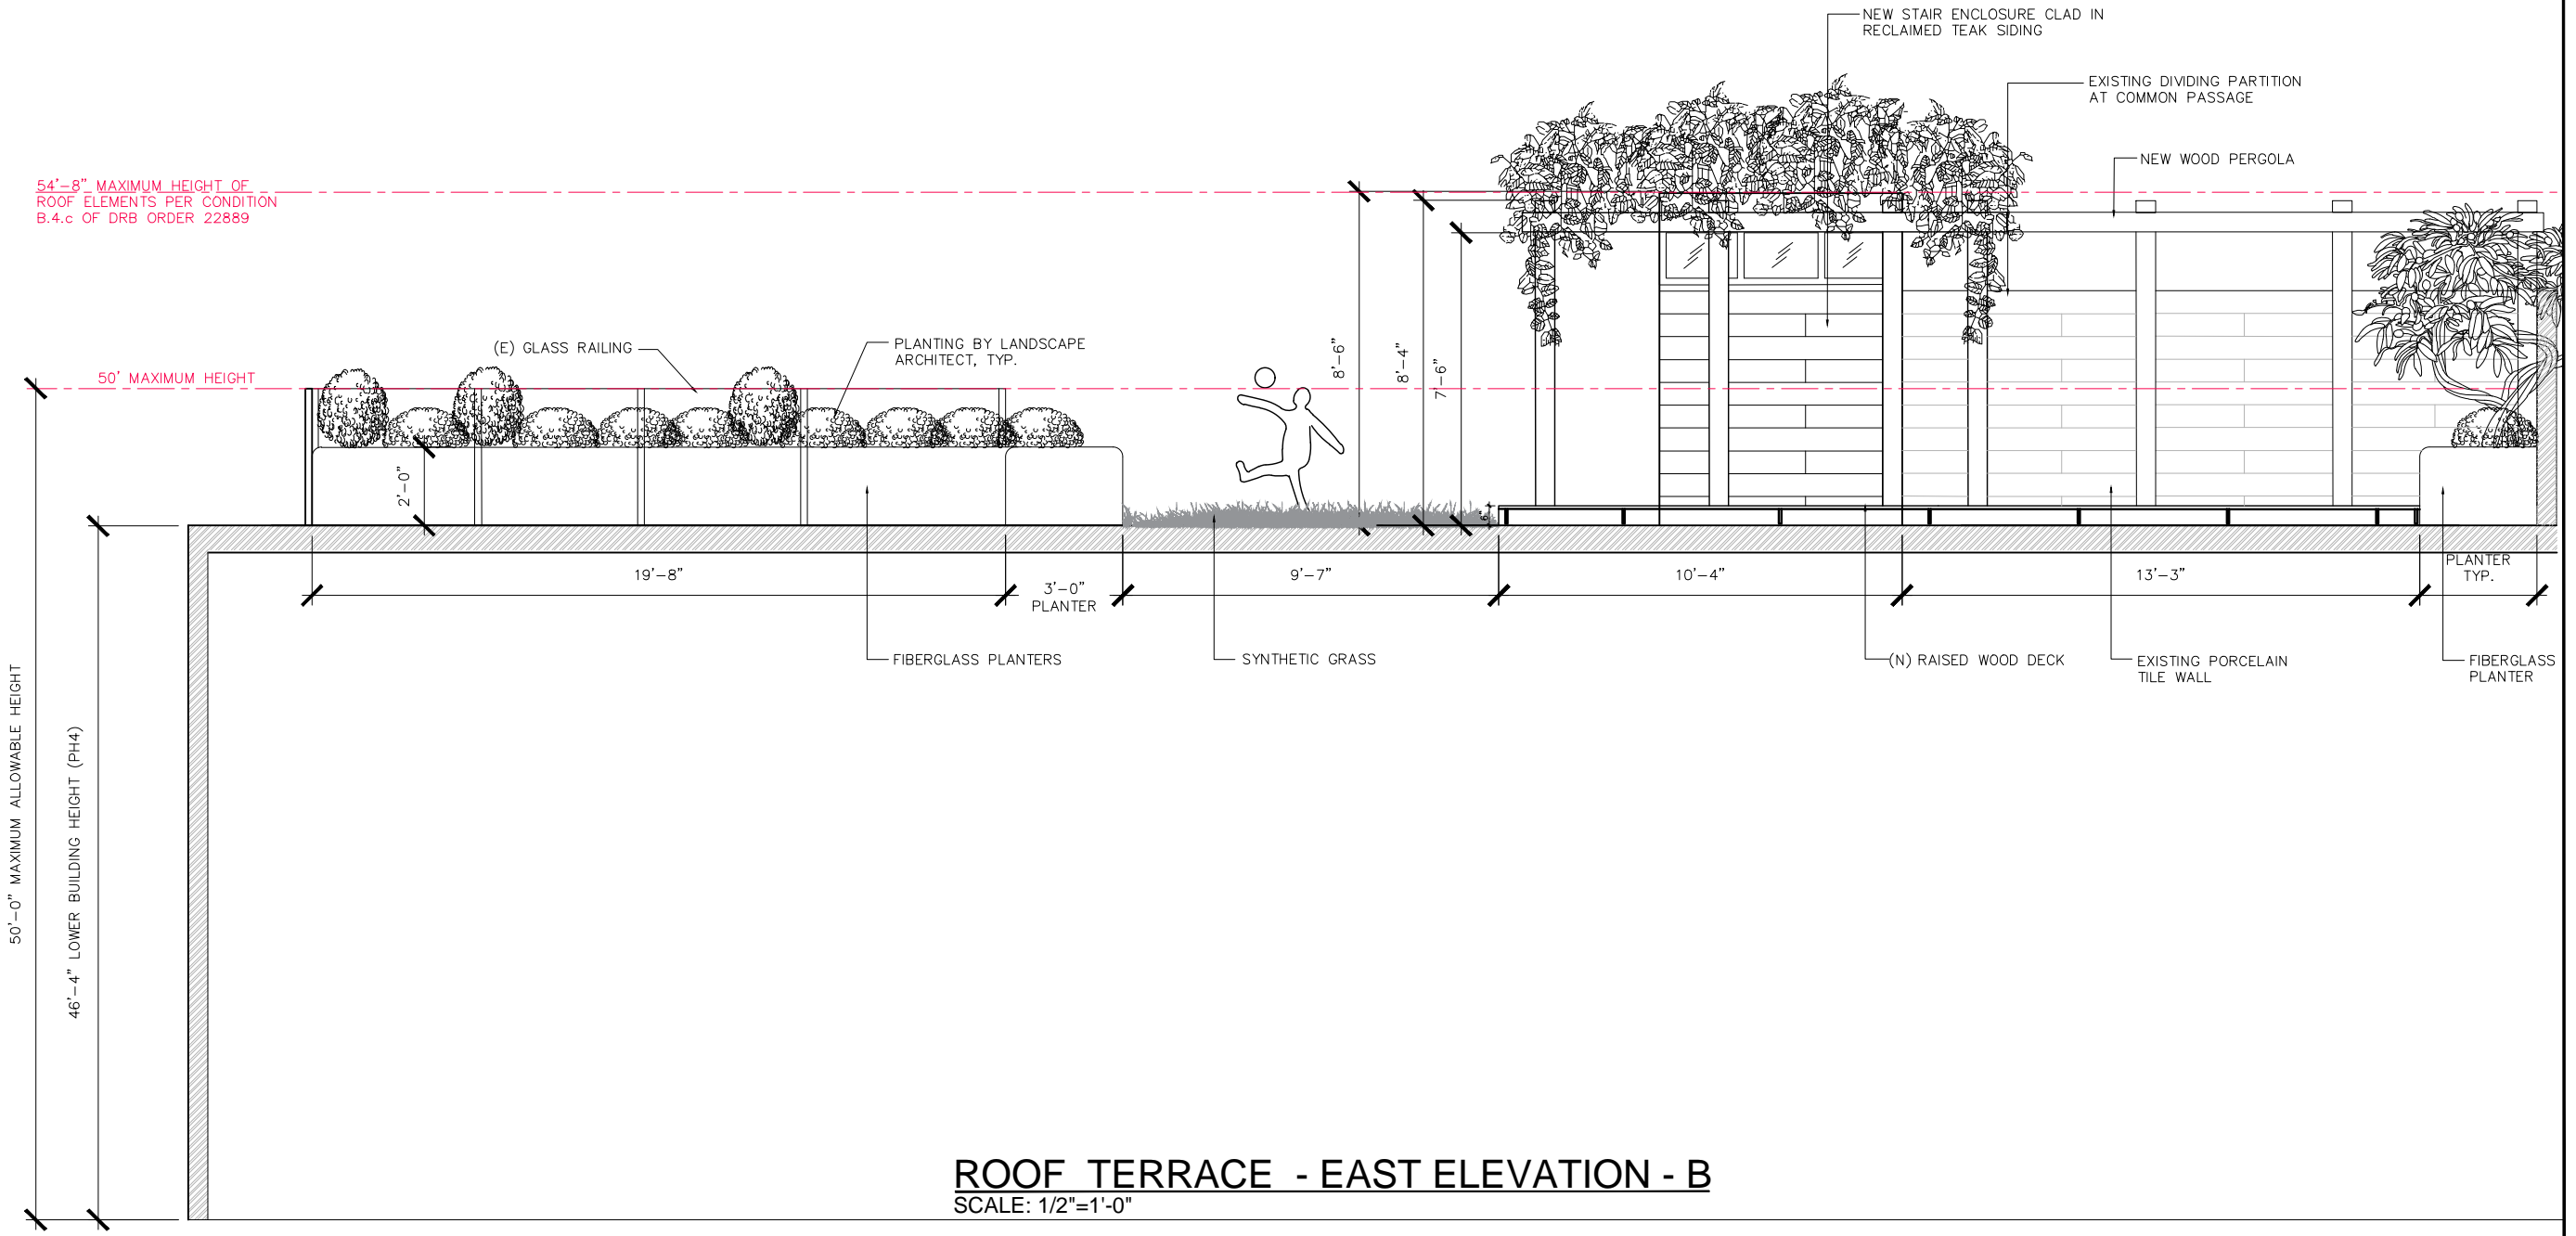 NEW STAIR ENCLOSURE CLAD IN
RECLAIMED TEAK SIDING
EXISTING DIVIDING PARTITION
AT COMMON PASSAGE
NEW WOOD PERGOLA
54'-8" MAXIMUM HEIGHT OF
ROOF ELEMENTS PER CONDITION
B.4.c OF DRB ORDER 22889
(E) GLASS RAILING
PLANTING BY LANDSCAPE
ARCHITECT, TYP.
50' MAXIMUM HEIGHT
8'-6"
8'-4"
7'-6"
2'-0"
6"
19'-8"
3'-0"
PLANTER
9'-7"
10'-4"
13'-3"
PLANTER
TYP.
FIBERGLASS PLANTERS
SYNTHETIC GRASS
(N) RAISED WOOD DECK
EXISTING PORCELAIN
TILE WALL
FIBERGLASS
PLANTER
50'-0" MAXIMUM ALLOWABLE HEIGHT
46'-4" LOWER BUILDING HEIGHT (PH4)
ROOF TERRACE - EAST ELEVATION - B
SCALE: 1/2"=1'-0"